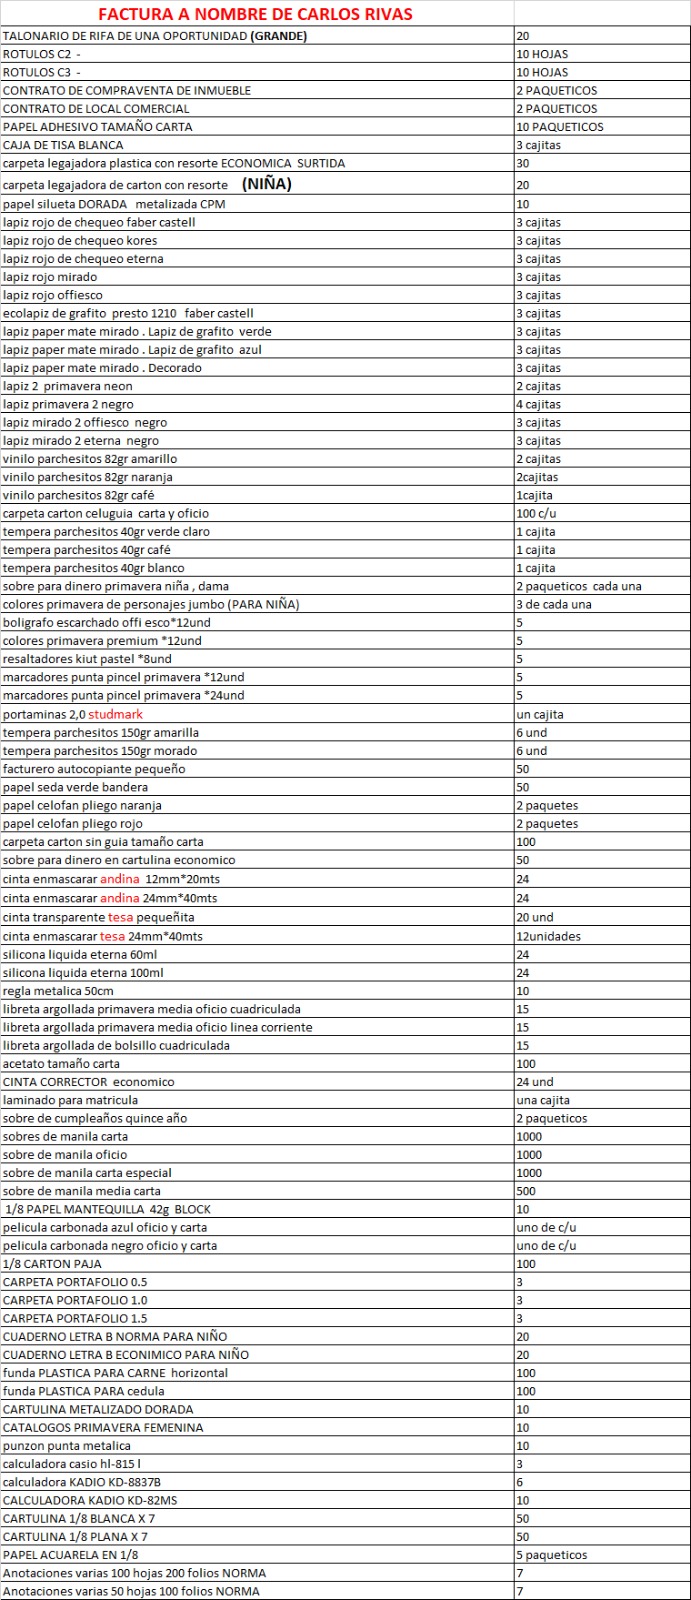 FACTURA A NOMBRE DE CARLOS RIVAS
TALONARIO DE RIFA DE UNA OPORTUNIDAD (GRANDE) 20
ROTULOS C2 - 10 HOJAS
ROTULOS C3 - 10 HOJAS
CONTRATO DE COMPRAVENTA DE INMUEBLE 2 PAQUETICOS
CONTRATO DE LOCAL COMERCIAL 2 PAQUETICOS
PAPEL ADHESIVO TAMAÑO CARTA 10 PAQUETICOS
CAJA DE TISA BLANCA 3 cajitas
carpeta legajadora plastica con resorte ECONOMICA SURTIDA 30
carpeta legajadora de carton con resorte (NIÑA) 20
papel silueta DORADA metalizada CPM 10
lapiz rojo de chequeo faber castell 3 cajitas
lapiz rojo de chequeo kores 3 cajitas
lapiz rojo de chequeo eterna 3 cajitas
lapiz rojo mirado 3 cajitas
lapiz rojo offiesco 3 cajitas
ecolapiz de grafito presto 1210 faber castell 3 cajitas
lapiz paper mate mirado . Lapiz de grafito verde 3 cajitas
lapiz paper mate mirado . Lapiz de grafito azul 3 cajitas
lapiz paper mate mirado . Decorado 3 cajitas
lapiz 2 primavera neon 2 cajitas
lapiz primavera 2 negro 4 cajitas
lapiz mirado 2 offiesco negro 3 cajitas
lapiz mirado 2 eterna negro 3 cajitas
vinilo parchesitos 82gr amarillo 2 cajitas
vinilo parchesitos 82gr naranja 2cajitas
vinilo parchesitos 82gr café 1cajita
carpeta carton celuguia carta y oficio 100 c/u
tempera parchesitos 40gr verde claro 1 cajita
tempera parchesitos 40gr café 1 cajita
tempera parchesitos 40gr blanco 1 cajita
sobre para dinero primavera niña , dama 2 paqueticos cada una
colores primavera de personajes jumbo (PARA NIÑA) 3 de cada una
boligrafo escarchado offi esco*12und 5
colores primavera premium *12und 5
resaltadores kiut pastel *8und 5
marcadores punta pincel primavera *12und 5
marcadores punta pincel primavera *24und 5
portaminas 2,0 studmark un cajita
tempera parchesitos 150gr amarilla 6 und
tempera parchesitos 150gr morado 6 und
facturero autocopiante pequeño 50
papel seda verde bandera 50
papel celofan pliego naranja 2 paquetes
papel celofan pliego rojo 2 paquetes
carpeta carton sin guia tamaño carta 100
sobre para dinero en cartulina economico 50
cinta enmascarar andina 12mm*20mts 24
cinta enmascarar andina 24mm*40mts 24
cinta transparente tesa pequeñita 20 und
cinta enmascarar tesa 24mm*40mts 12unidades
silicona liquida eterna 60ml 24
silicona liquida eterna 100ml 24
regla metalica 50cm 10
libreta argollada primavera media oficio cuadriculada 15
libreta argollada primavera media oficio linea corriente 15
libreta argollada de bolsillo cuadriculada 15
acetato tamaño carta 100
CINTA CORRECTOR economico 24 und
laminado para matricula una cajita
sobre de cumpleaños quince año 2 paqueticos
sobres de manila carta 1000
sobre de manila oficio 1000
sobre de manila carta especial 1000
sobre de manila media carta 500
1/8 PAPEL MANTEQUILLA 42g BLOCK 10
pelicula carbonada azul oficio y carta uno de c/u
pelicula carbonada negro oficio y carta uno de c/u
1/8 CARTON PAJA 100
CARPETA PORTAFOLIO 0.5 3
CARPETA PORTAFOLIO 1.0 3
CARPETA PORTAFOLIO 1.5 3
CUADERNO LETRA B NORMA PARA NIÑO 20
CUADERNO LETRA B ECONIMICO PARA NIÑO 20
funda PLASTICA PARA CARNE horizontal 100
funda PLASTICA PARA cedula 100
CARTULINA METALIZADO DORADA 10
CATALOGOS PRIMAVERA FEMENINA 10
punzon punta metalica 10
calculadora casio hl-815 l 3
calculadora KADIO KD-8837B 6
CALCULADORA KADIO KD-82MS 10
CARTULINA 1/8 BLANCA X 7 50
CARTULINA 1/8 PLANA X 7 50
PAPEL ACUARELA EN 1/8 5 paqueticos
Anotaciones varias 100 hojas 200 folios NORMA 7
Anotaciones varias 50 hojas 100 folios NORMA 7